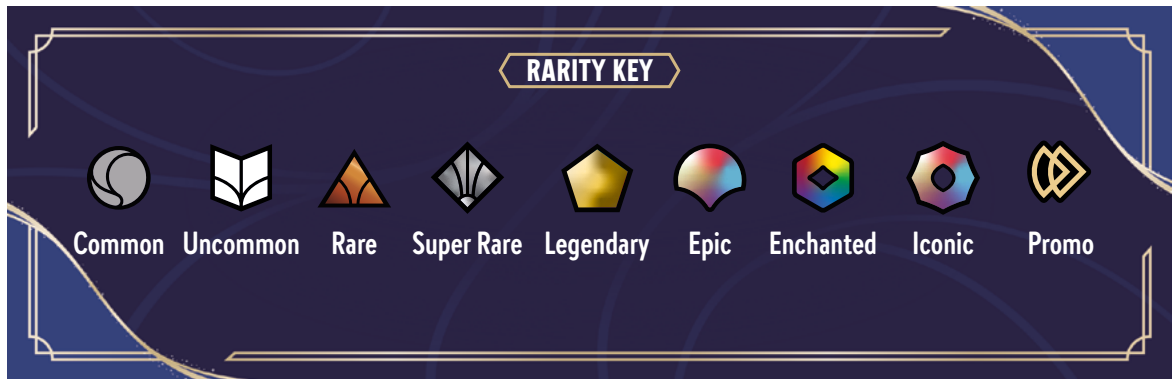 RARITY KEY
Common Uncommon Rare Super Rare Legendary Epic Enchanted Iconic Promo